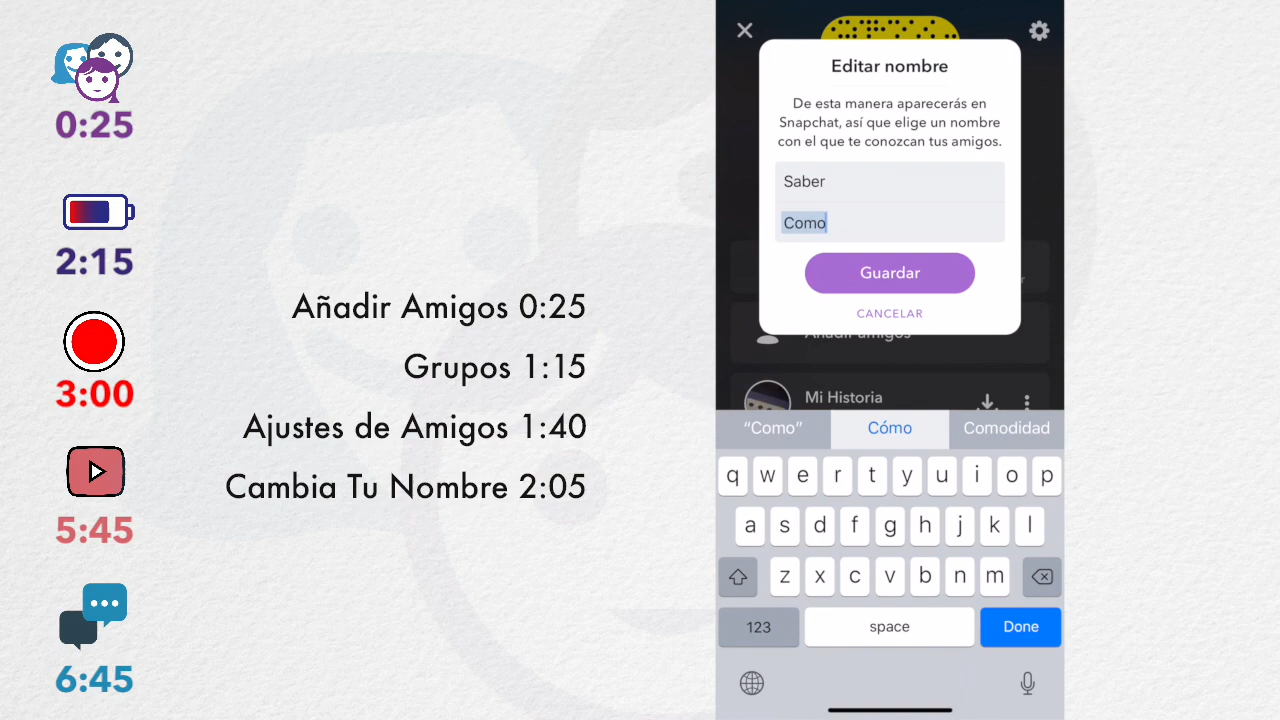 0:25
2:15
3:00
5:45
6:45
Añadir Amigos 0:25
Grupos 1:15
Ajustes de Amigos 1:40
Cambia Tu Nombre 2:05
Editar nombre
De esta manera aparecerás en
Snapchat, así que elige un nombre
con el que te conozcan tus amigos.
Saber
Como
Guardar
CANCELAR
Añadir amigos
Mi Historia
“Como” Cómo Comodidad
q w e r t y u i o p
a s d f g h j k l
z x c v b n m
123 space Done